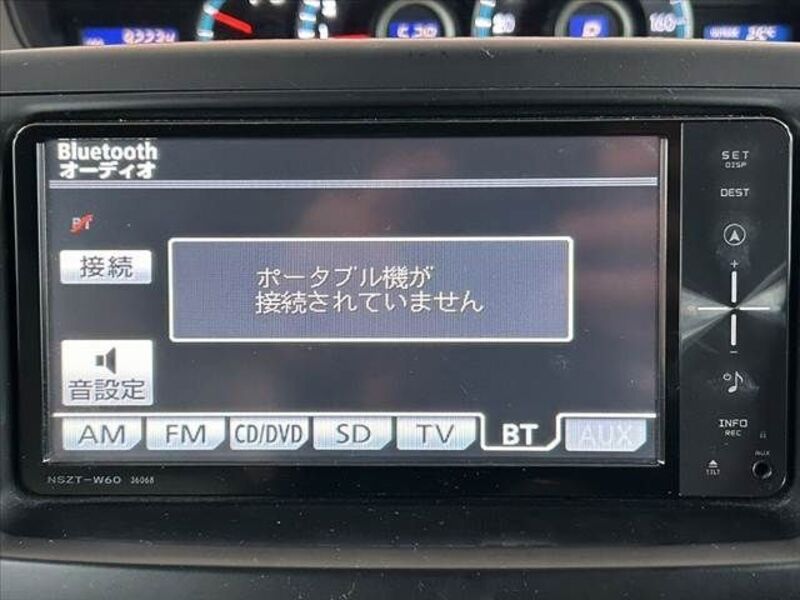 160
P
Bluetooth
オーディオ
BT
接続
ポータブル機が
接続されていません
音設定
AM
FM
CD/DVD
SD
TV
BT
AUX
NSZT-W60 36068
SET
DISP
DEST
+
−
INFO
REC
AUX
TILT